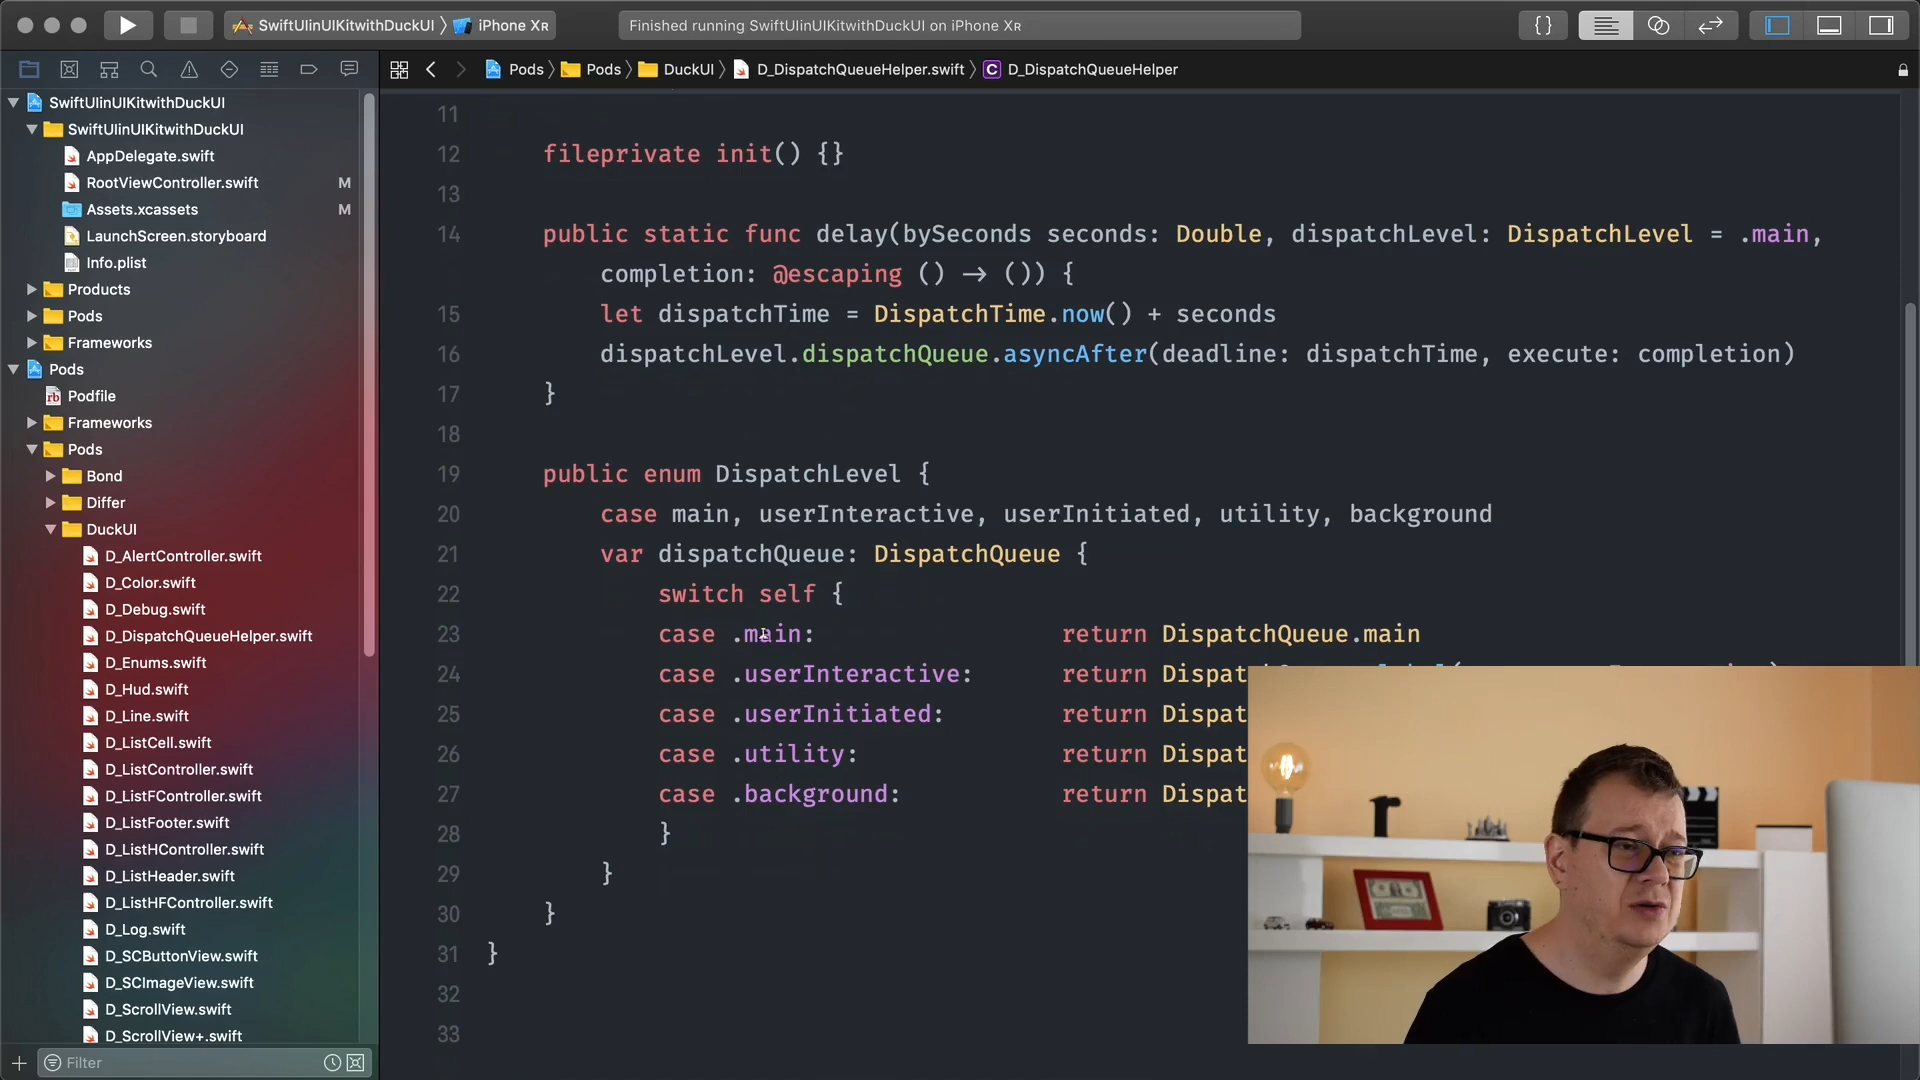 SwiftUIinUIKitwithDuckUI
iPhone XR
Finished running SwiftUIinUIKitwithDuckUI on iPhone XR
{}
Pods
Pods
DuckUI
D_DispatchQueueHelper.swift
C
D_DispatchQueueHelper
SwiftUIinUIKitwithDuckUI
SwiftUIinUIKitwithDuckUI
AppDelegate.swift
RootViewController.swift M
Assets.xcassets M
LaunchScreen.storyboard
Info.plist
Products
Pods
Frameworks
Pods
rb Podfile
Frameworks
Pods
Bond
Differ
DuckUI
D_AlertController.swift
D_Color.swift
D_Debug.swift
D_DispatchQueueHelper.swift
D_Enums.swift
D_Hud.swift
D_Line.swift
D_ListCell.swift
D_ListController.swift
D_ListFController.swift
D_ListFooter.swift
D_ListHController.swift
D_ListHeader.swift
D_ListHFController.swift
D_Log.swift
D_SCButtonView.swift
D_SCImageView.swift
D_ScrollView.swift
D_ScrollView+.swift
Filter
11
12 fileprivate init() {}
13
14 public static func delay(bySeconds seconds: Double, dispatchLevel: DispatchLevel = .main,
completion: @escaping () -> ()) {
15 let dispatchTime = DispatchTime.now() + seconds
16 dispatchLevel.dispatchQueue.asyncAfter(deadline: dispatchTime, execute: completion)
17 }
18
19 public enum DispatchLevel {
20 case main, userInteractive, userInitiated, utility, background
21 var dispatchQueue: DispatchQueue {
22 switch self {
23 case .main: return DispatchQueue.main
24 case .userInteractive: return Dispat
25 case .userInitiated: return Dispat
26 case .utility: return Dispat
27 case .background: return Dispat
28 }
29 }
30 }
31 }
32
33